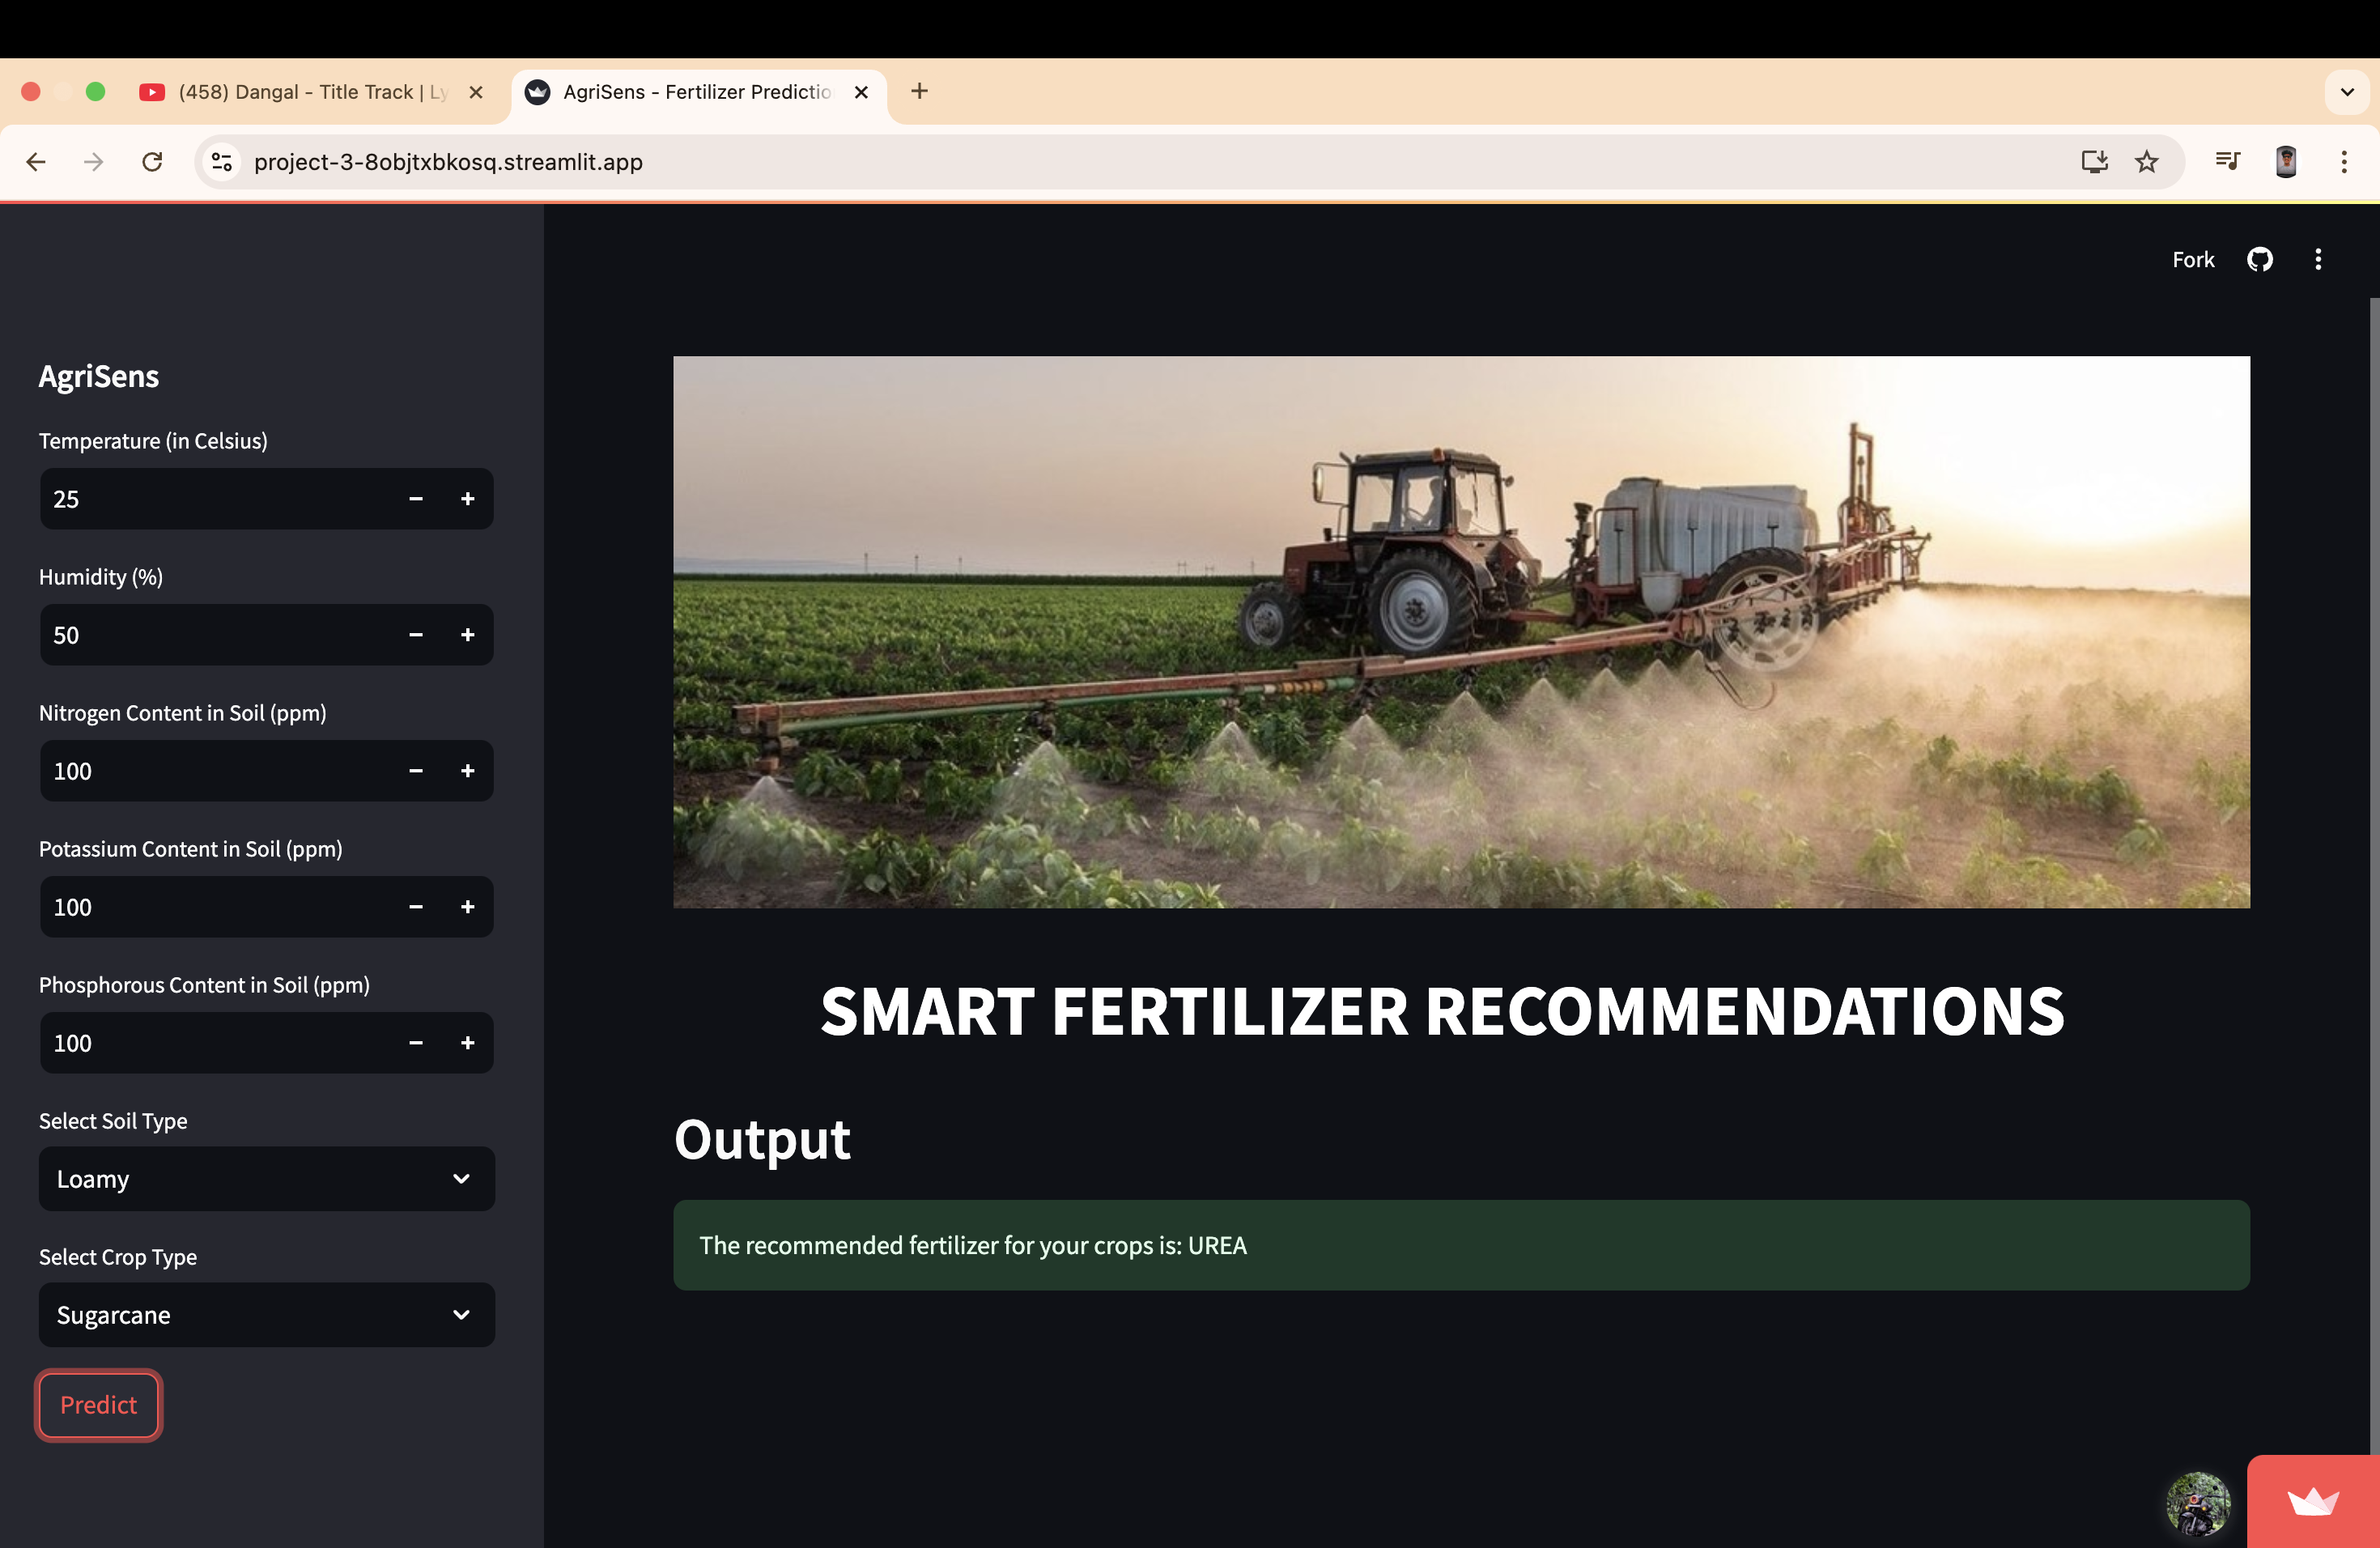 (458) Dangal - Title Track | Ly
AgriSens - Fertilizer Predictio
project-3-8objtxbkosq.streamlit.app
Fork
AgriSens
Temperature (in Celsius)
25
Humidity (%)
50
Nitrogen Content in Soil (ppm)
100
Potassium Content in Soil (ppm)
100
Phosphorous Content in Soil (ppm)
100
Select Soil Type
Loamy
Select Crop Type
Sugarcane
Predict
SMART FERTILIZER RECOMMENDATIONS
Output
The recommended fertilizer for your crops is: UREA